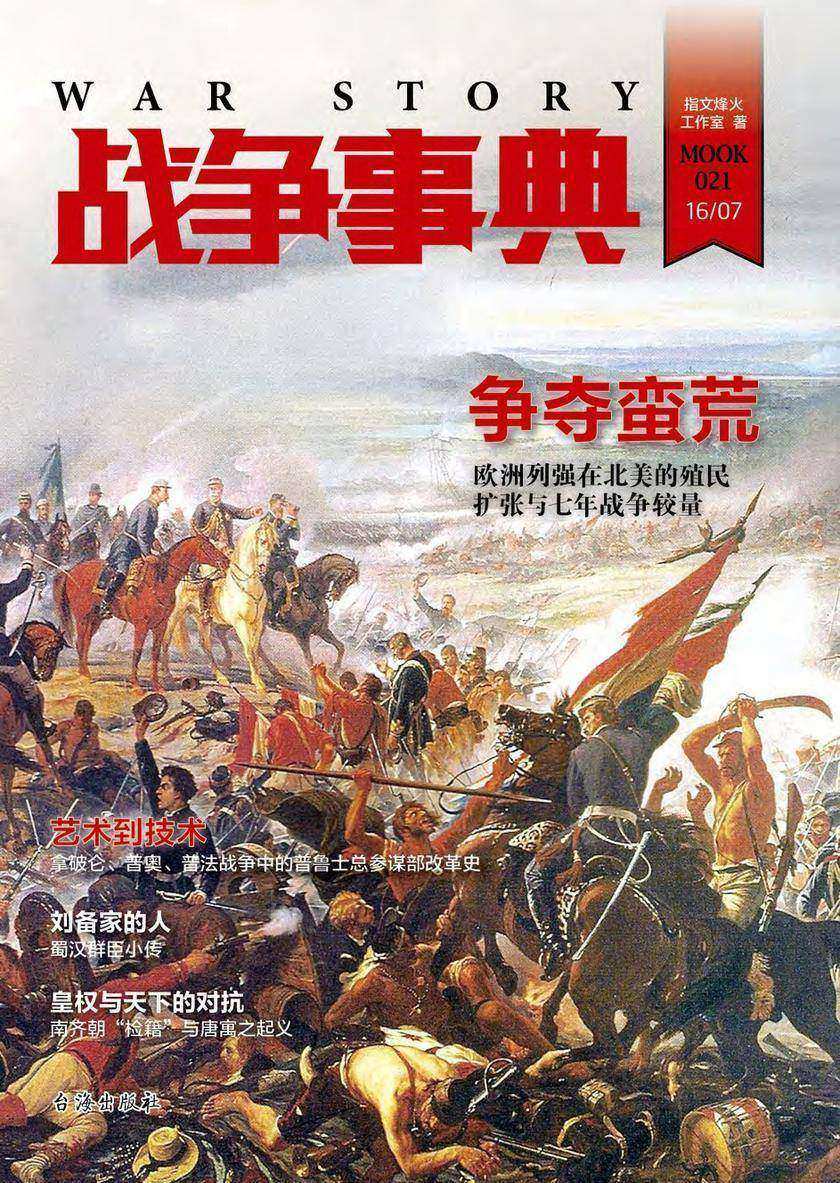 WAR STORY
战争事典
指文烽火
工作室 著
MOOK
021
16/07
争夺蛮荒
欧洲列强在北美的殖民
扩张与七年战争较量
艺术到技术
拿破仑、普奥、普法战争中的普鲁士总参谋部改革史
刘备家的人
蜀汉群臣小传
皇权与天下的对抗
南齐朝“检籍”与唐寓之起义
台海出版社